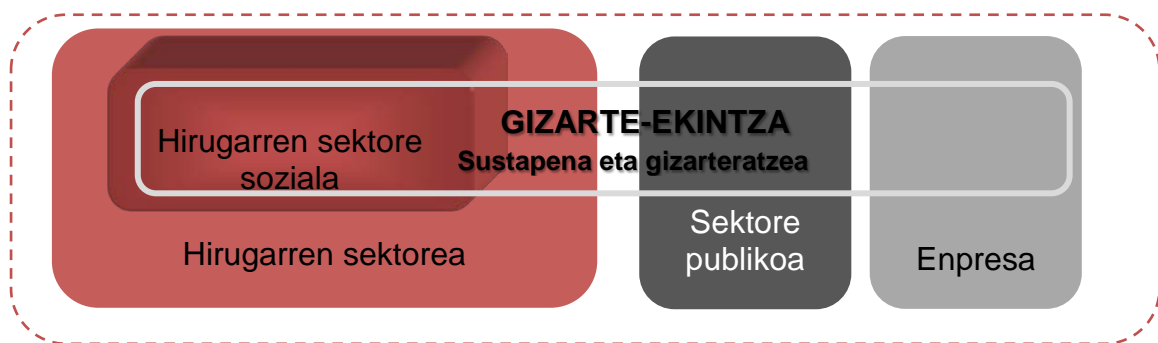 GIZARTE-EKINTZA
Sustapena eta gizarteratzea
Hirugarren sektore
soziala
Hirugarren sektorea
Sektore
publikoa
Enpresa